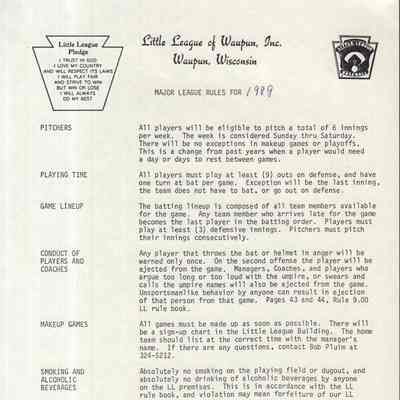 Little League
Pledge
I TRUST IN GOD
I LOVE MY COUNTRY
AND WILL RESPECT ITS LAWS
I WILL PLAY FAIR
AND STRIVE TO WIN
BUT WIN OR LOSE
I WILL ALWAYS
DO MY BEST
Little League of Waupun, Inc.
Waupun, Wisconsin
MAJOR LEAGUE RULES FOR 1989
PITCHERS
All players will be eligible to pitch a total of 6 innings
per week. The week is considered Sunday thru Saturday.
There will be no exceptions in makeup games or playoffs.
This is a change from past years when a player would need
a day or days to rest between games.
PLAYING TIME
All players must play at least (9) outs on defense, and have
one turn at bat per game. Exception will be the last inning,
the team does not have to bat, or go out on defense.
GAME LINEUP
The batting lineup is composed of all team members available
for the game. Any team member who arrives late for the game
becomes the last player in the batting order. Players must
play at least (3) defensive innings. Pitchers must pitch
their innings consecutively.
CONDUCT OF
PLAYERS AND
COACHES
Any player that throws the bat or helmet in anger will be
warned only once. On the second offense the player will be
ejected from the game. Managers, Coaches, and players who
argue too long or too loud with the umpire, or swears and
calls the umpire names will also be ejected from the game.
Unsportsmanlike behavior by anyone can result in ejection
of that person from that game. Pages 43 and 44, Rule 9.00
LL rule book.
MAKEUP GAMES
All games must be made up as soon as possible. There will
be a sign-up chart in the Little League Building. The home
team should list at the correct time with the manager's
name. If there are any questions, contact Bob Pluim at
324-5212.
SMOKING AND
ALCOHOLIC
BEVERAGES
Absolutely no smoking on the playing field or dugout, and
absolutely no drinking of alcoholic beverages by anyone
on the LL premises. This is in accordance with the LL
rule book, and violation may mean forfeiture of our LL